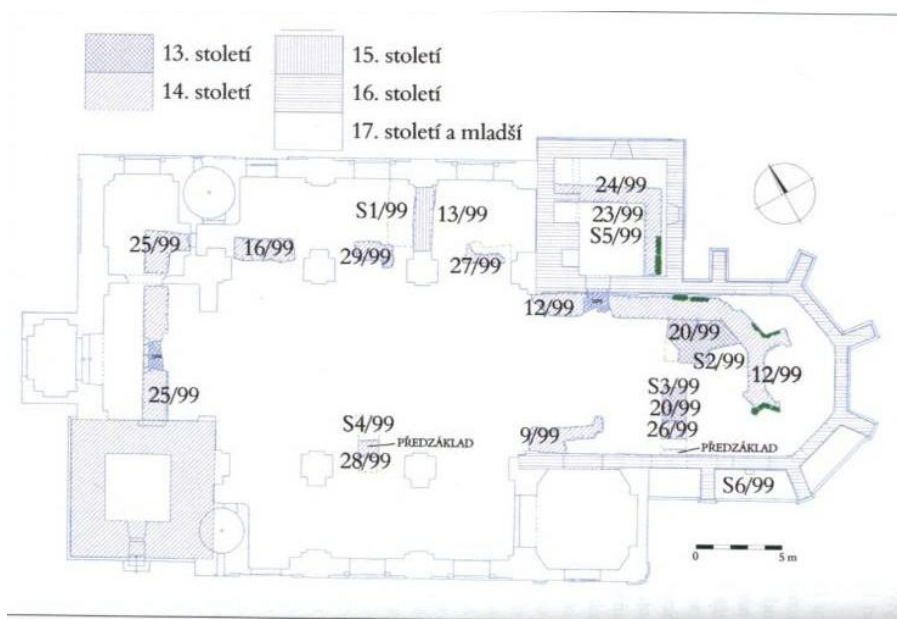 13. století
14. století
15. století
16. století
17. století a mladší
24/99
S1/99
13/99
23/99
S5/99
25/99
16/99
29/99
27/99
12/99
20/99
S2/99
12/99
S3/99
20/99
26/99
25/99
S4/99
PŘEDZÁKLAD
28/99
9/99
PŘEDZÁKLAD
S6/99
0
5 m